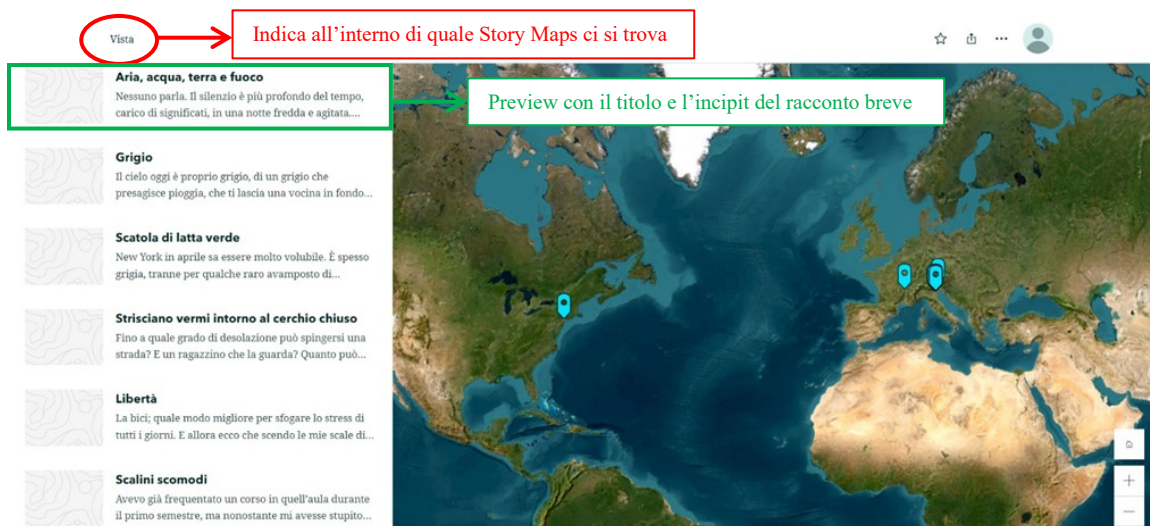 Vista
Indica all’interno di quale Story Maps ci si trova
Aria, acqua, terra e fuoco
Nessuno parla. Il silenzio è più profondo del tempo,
carico di significati, in una notte fredda e agitata....
Preview con il titolo e l’incipit del racconto breve
Grigio
Il cielo oggi è proprio grigio, di un grigio che
presagisce pioggia, che ti lascia una vocina in fondo...
Scatola di latta verde
New York in aprile sa essere molto volubile. È spesso
grigia, tranne per qualche raro avamposto di...
Strisciano vermi intorno al cerchio chiuso
Fino a quale grado di desolazione può spingersi una
strada? E un ragazzino che la guarda? Quanto può...
Libertà
La bici; quale modo migliore per sfogare lo stress di
tutti i giorni. E allora ecco che scendo le mie scale di...
Scalini scomodi
Avevo già frequentato un corso in quell'aula durante
il primo semestre, ma nonostante mi avesse stupito...